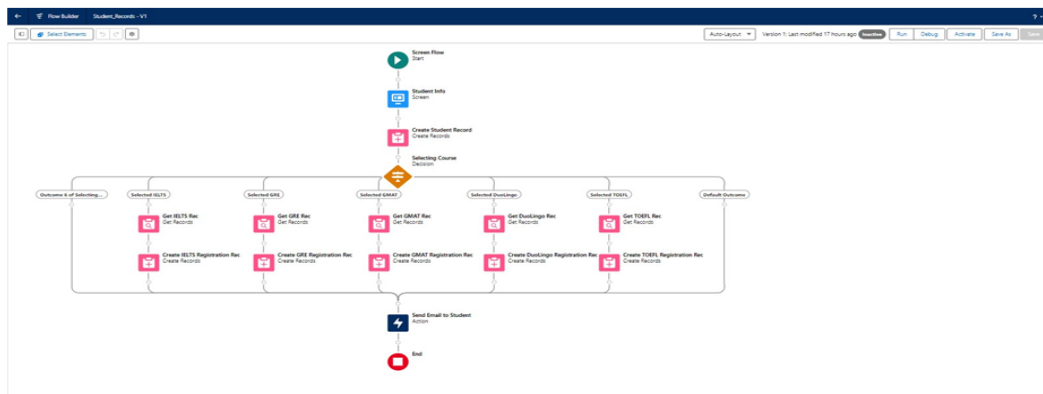 Flow Builder Student_Records - V1 ?
Select Elements Auto-Layout Version 1: Last modified 17 hours ago Inactive Run Debug Activate Save As Save
Screen Flow
Start
Student Info
Screen
Create Student Record
Create Records
Selecting Course
Decision
Outcome 6 of Selecting... Selected IELTS Selected GRE Selected GMAT Selected DuoLingo Selected TOEFL Default Outcome
Get IELTS Rec Get GRE Rec Get GMAT Rec Get DuoLingo Rec Get TOEFL Rec
Get Records Get Records Get Records Get Records Get Records
Create IELTS Registration Rec Create GRE Registration Rec Create GMAT Registration Rec Create DuoLingo Registration Rec Create TOEFL Registration Rec
Create Records Create Records Create Records Create Records Create Records
Send Email to Student
Action
End